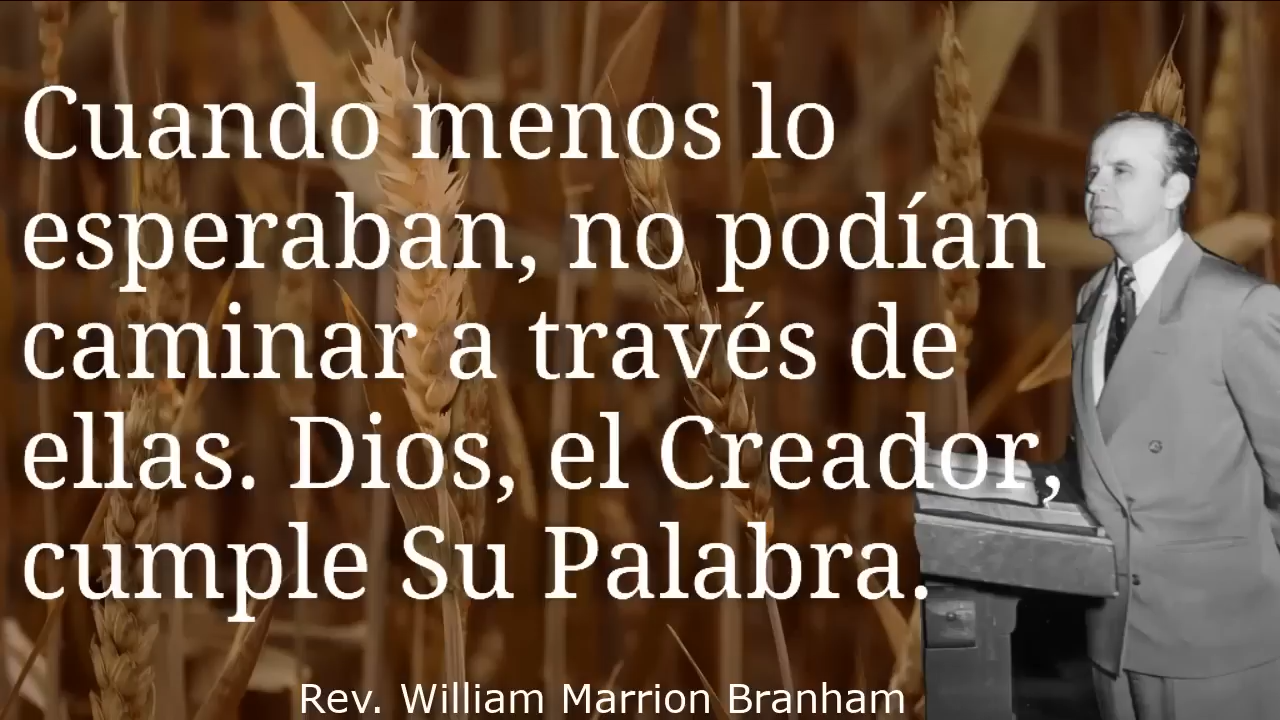 Cuando menos lo
esperaban, no podían
caminar a través de
ellas. Dios, el Creador,
cumple Su Palabra.
Rev. William Marrion Branham